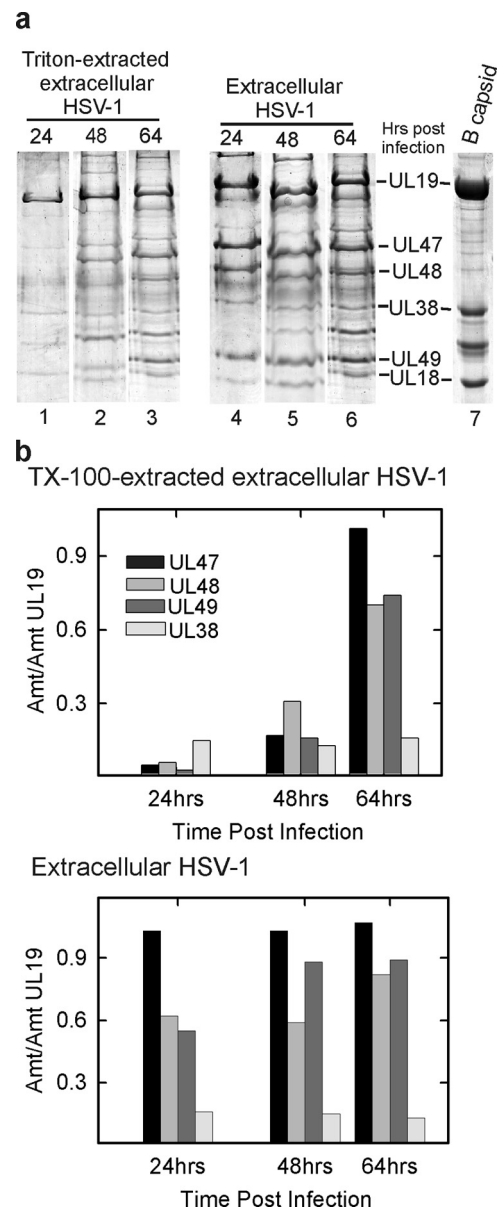 a
Triton-extracted
extracellular
HSV-1
24 48 64
Extracellular
HSV-1
24 48 64
Hrs post
infection
B capsid
UL19
UL47
UL48
UL38
UL49
UL18
1 2 3 4 5 6 7
b
TX-100-extracted extracellular HSV-1
Amt/Amt UL19
0.9
0.6
0.3
UL47
UL48
UL49
UL38
24hrs 48hrs 64hrs
Time Post Infection
Extracellular HSV-1
Amt/Amt UL19
0.9
0.6
0.3
24hrs 48hrs 64hrs
Time Post Infection